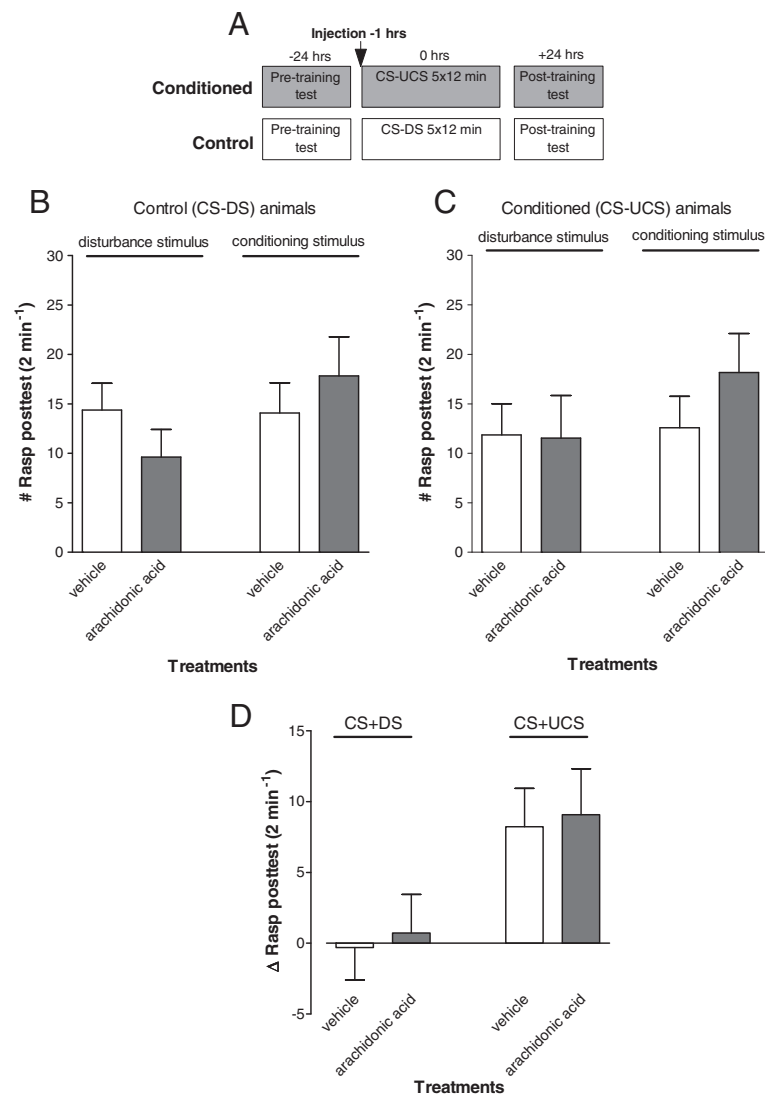 A
Injection -1 hrs
-24 hrs 0 hrs +24 hrs
Conditioned
Pre-training
test
CS-UCS 5x12 min
Post-training
test
Control
Pre-training
test
CS-DS 5x12 min
Post-training
test
B
Control (CS-DS) animals
disturbance stimulus conditioning stimulus
# Rasp posttest (2 min⁻¹)
30
25
20
15
10
5
0
vehicle
arachidonic acid
vehicle
arachidonic acid
Treatments
C
Conditioned (CS-UCS) animals
disturbance stimulus conditioning stimulus
# Rasp posttest (2 min⁻¹)
30
25
20
15
10
5
0
vehicle
arachidonic acid
vehicle
arachidonic acid
Treatments
D
CS+DS CS+UCS
Δ Rasp posttest (2 min⁻¹)
15
10
5
0
-5
vehicle
arachidonic acid
vehicle
arachidonic acid
Treatments